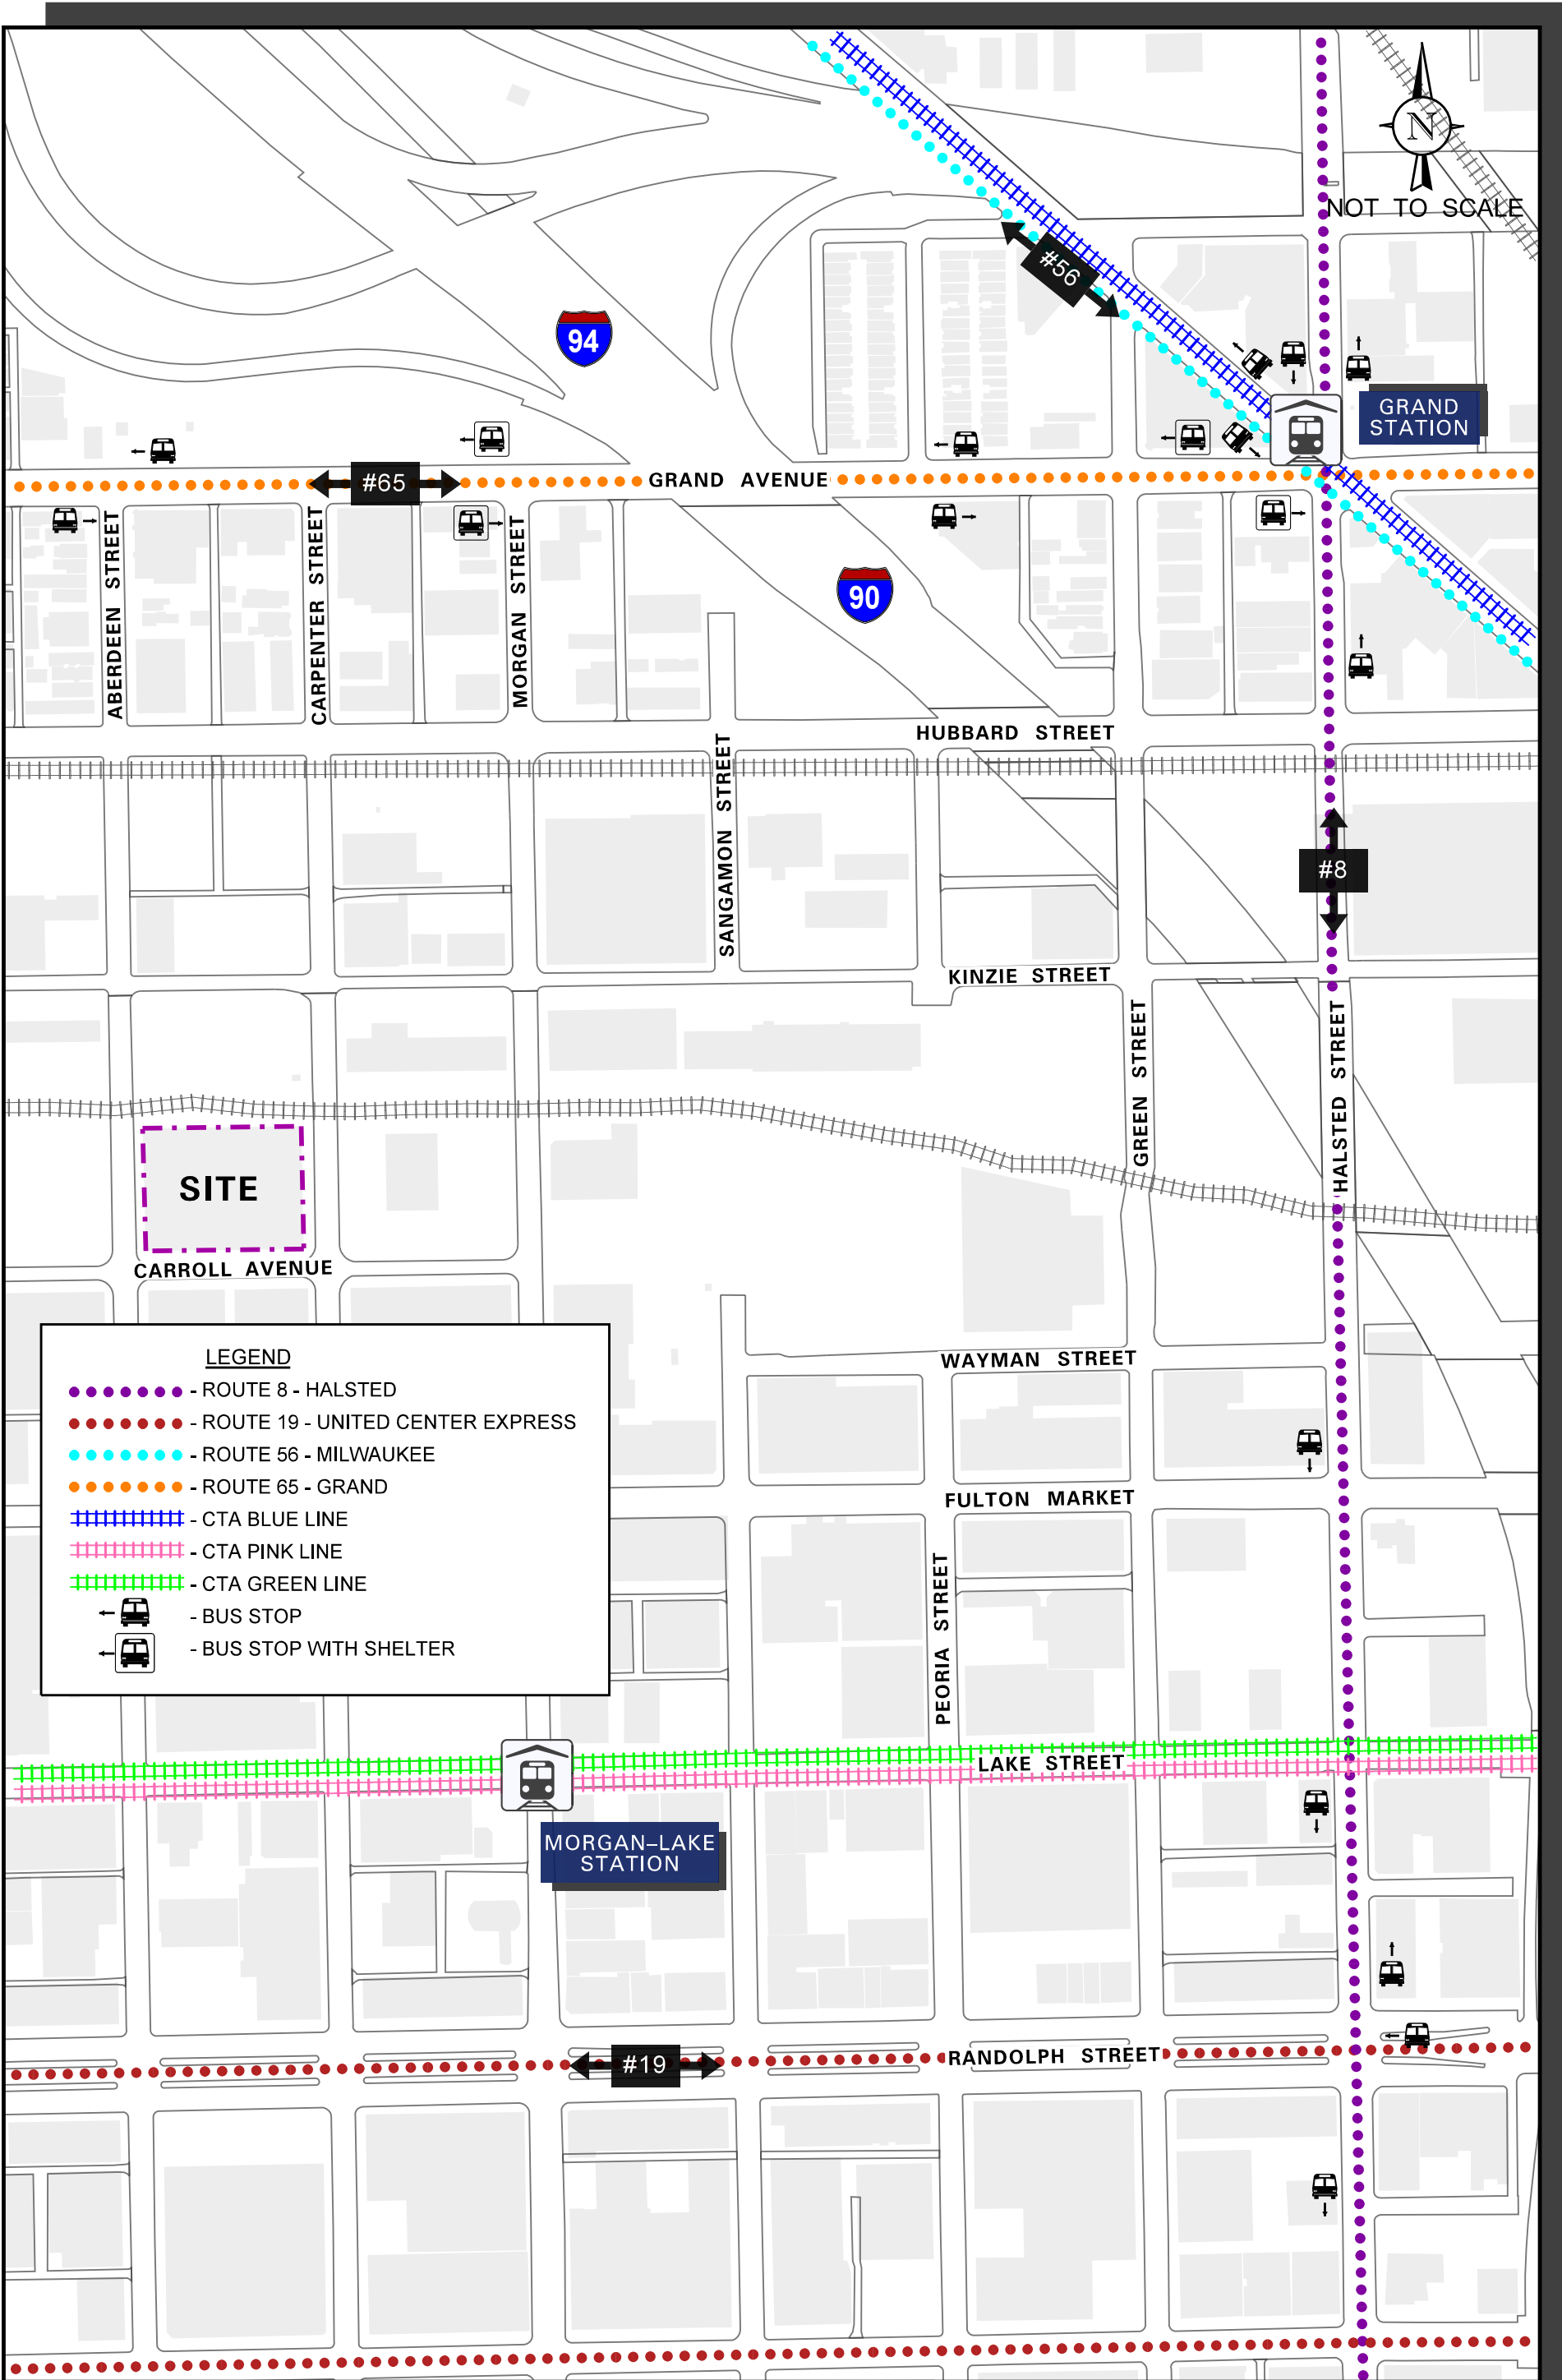 N
NOT TO SCALE
#56
94
GRAND
STATION
#65
GRAND AVENUE
ABERDEEN STREET
CARPENTER STREET
MORGAN STREET
90
HUBBARD STREET
SANGAMON STREET
#8
KINZIE STREET
GREEN STREET
HALSTED STREET
SITE
CARROLL AVENUE
WAYMAN STREET
LEGEND
- ROUTE 8 - HALSTED
- ROUTE 19 - UNITED CENTER EXPRESS
- ROUTE 56 - MILWAUKEE
- ROUTE 65 - GRAND
- CTA BLUE LINE
- CTA PINK LINE
- CTA GREEN LINE
- BUS STOP
- BUS STOP WITH SHELTER
FULTON MARKET
PEORIA STREET
LAKE STREET
MORGAN–LAKE
STATION
#19
RANDOLPH STREET